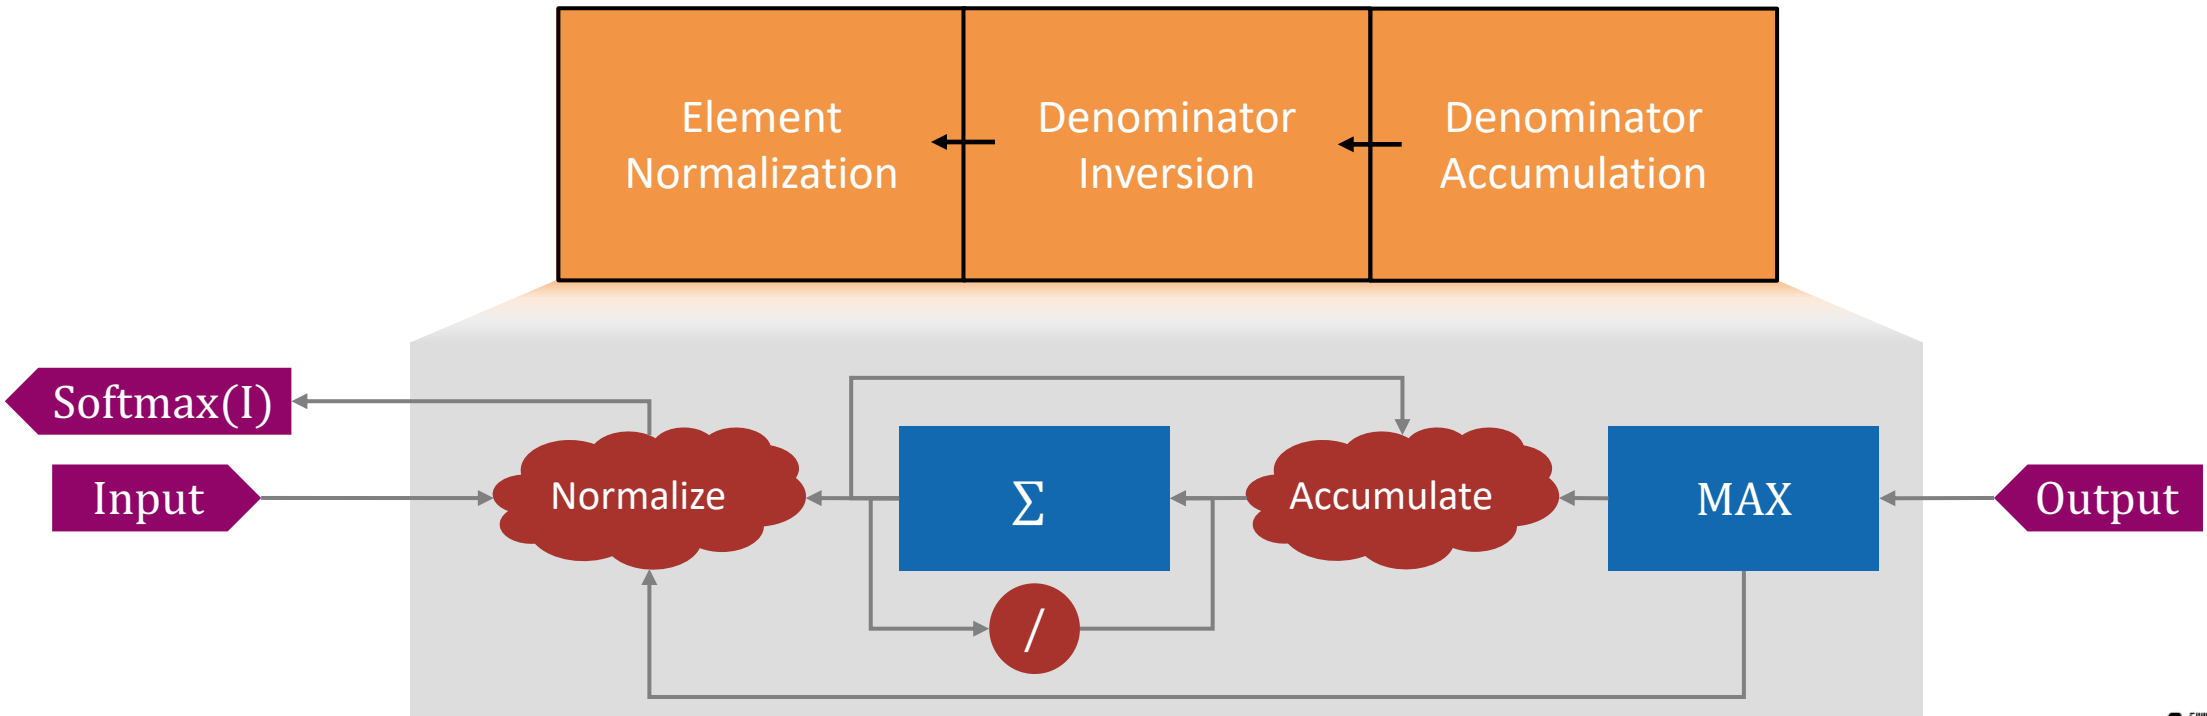 Element
Normalization
Denominator
Inversion
Denominator
Accumulation
Softmax(I)
Input
Normalize
Σ
/
Accumulate
MAX
Output